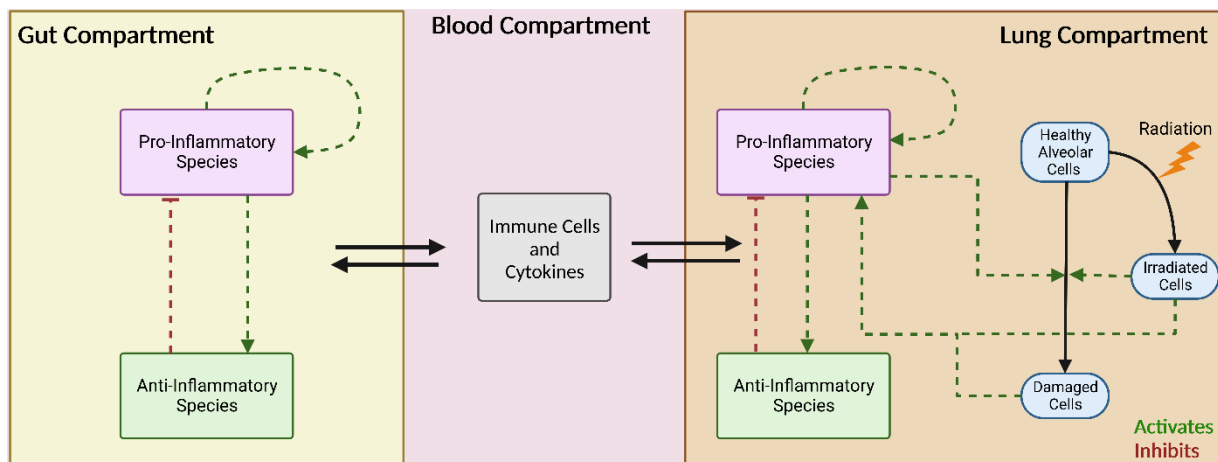 Gut Compartment
Blood Compartment
Lung Compartment
Pro-Inflammatory
Species
Anti-Inflammatory
Species
Immune Cells
and
Cytokines
Pro-Inflammatory
Species
Anti-Inflammatory
Species
Healthy
Alveolar
Cells
Radiation
Irradiated
Cells
Damaged
Cells
Activates
Inhibits